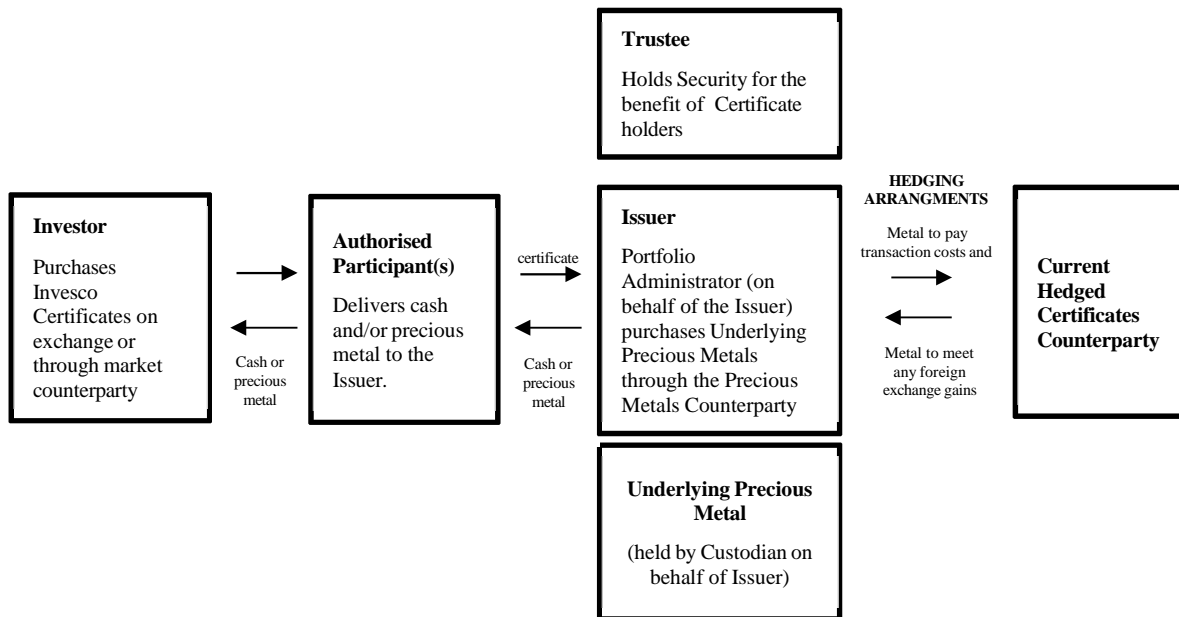 Trustee
Holds Security for the
benefit of Certificate
holders
Investor
Purchases
Invesco
Certificates on
exchange or
through market
counterparty
Cash or
precious
metal
Authorised
Participant(s)
Delivers cash
and/or precious
metal to the
Issuer.
certificate
Cash or
precious
metal
Issuer
Portfolio
Administrator (on
behalf of the Issuer)
purchases Underlying
Precious Metals
through the Precious
Metals Counterparty
HEDGING
ARRANGMENTS
Metal to pay
transaction costs and
Metal to meet
any foreign
exchange gains
Current
Hedged
Certificates
Counterparty
Underlying Precious
Metal
(held by Custodian on
behalf of Issuer)